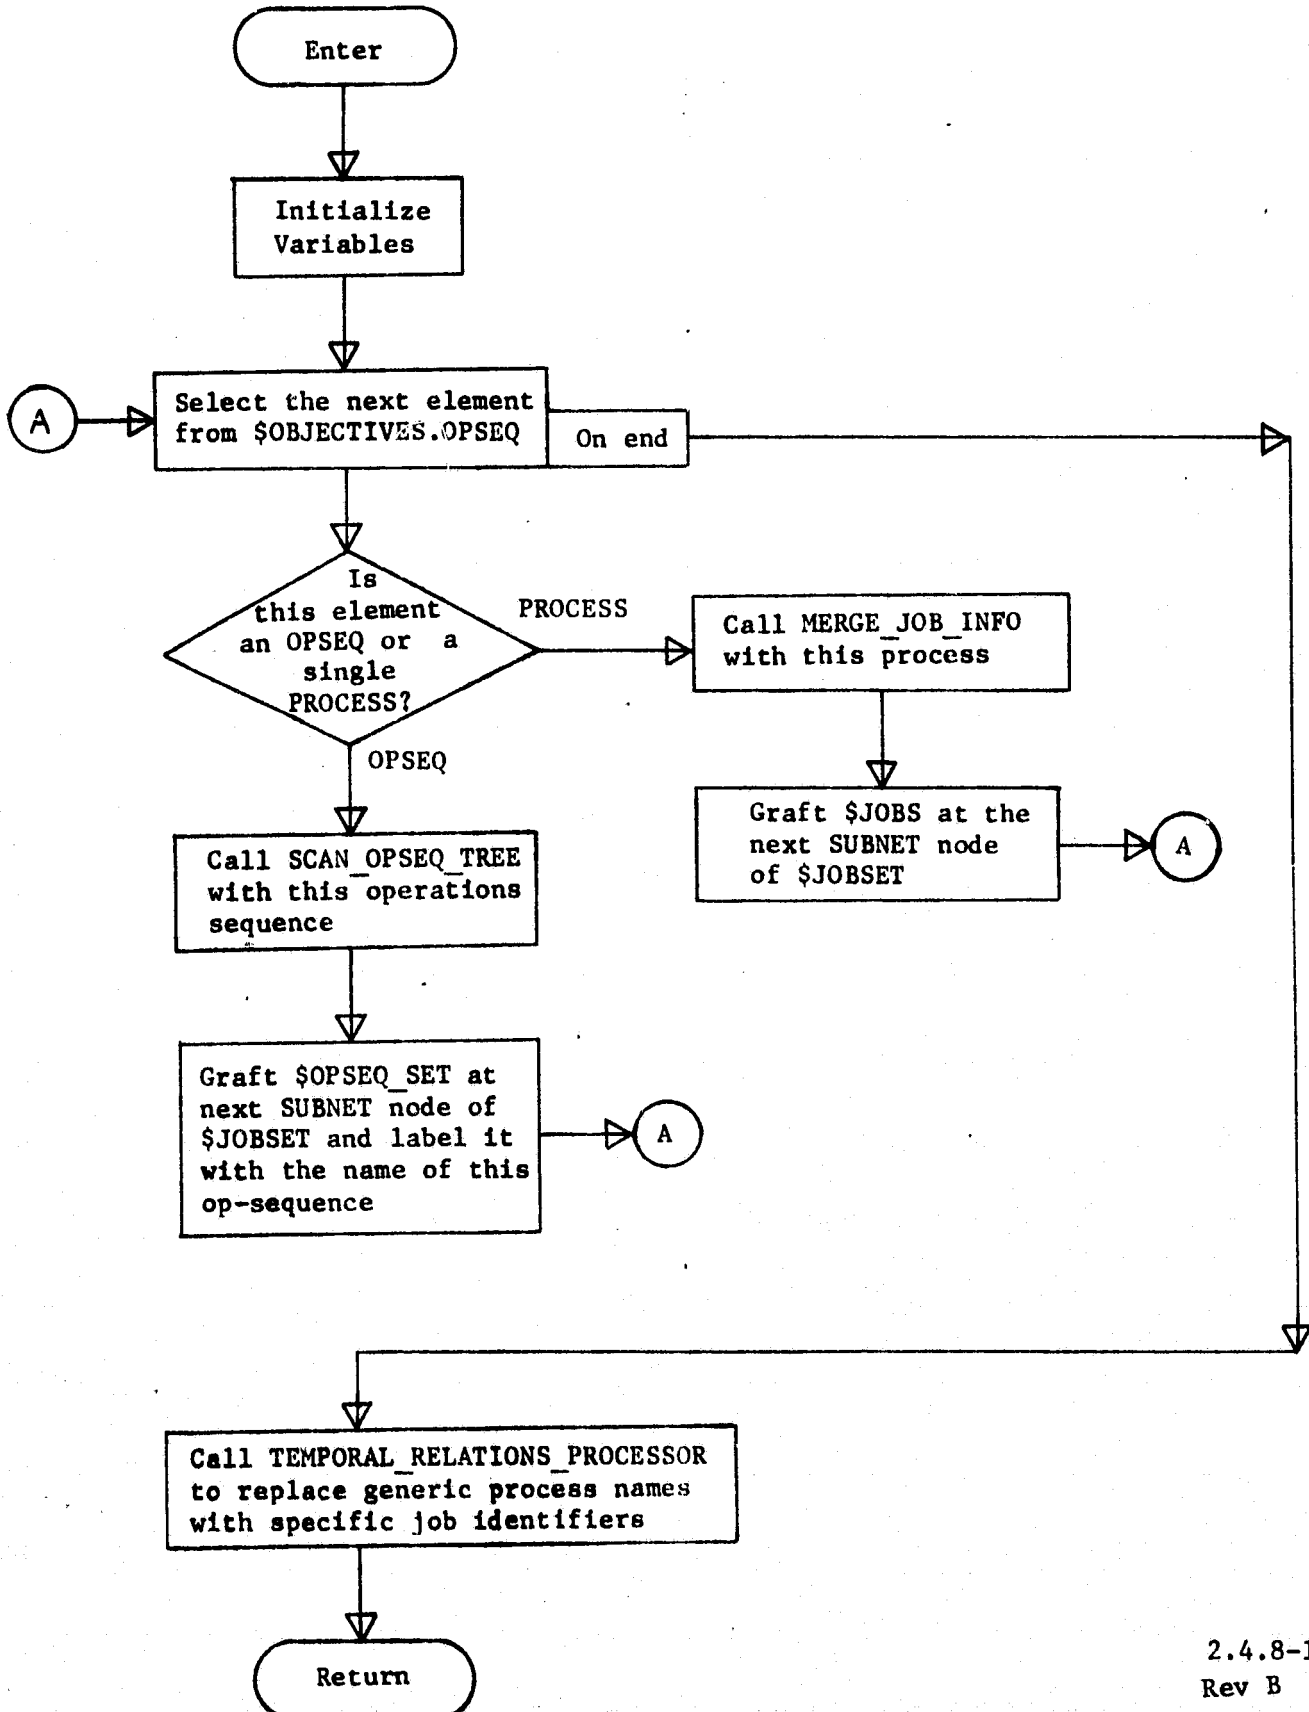 Enter
Initialize
Variables
A
Select the next element
from $OBJECTIVES.OPSEQ
On end
Is
this element
an OPSEQ or a
single
PROCESS?
PROCESS
Call MERGE_JOB_INFO
with this process
Graft $JOBS at the
next SUBNET node
of $JOBSET
A
OPSEQ
Call SCAN_OPSEQ_TREE
with this operations
sequence
Graft $OPSEQ_SET at
next SUBNET node of
$JOBSET and label it
with the name of this
op-sequence
A
Call TEMPORAL_RELATIONS_PROCESSOR
to replace generic process names
with specific job identifiers
Return
2.4.8-1
Rev B